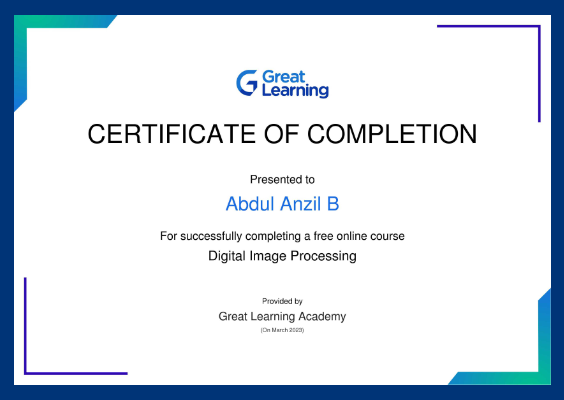 Great
Learning
CERTIFICATE OF COMPLETION
Presented to
Abdul Anzil B
For successfully completing a free online course
Digital Image Processing
Provided by
Great Learning Academy
(On March 2023)